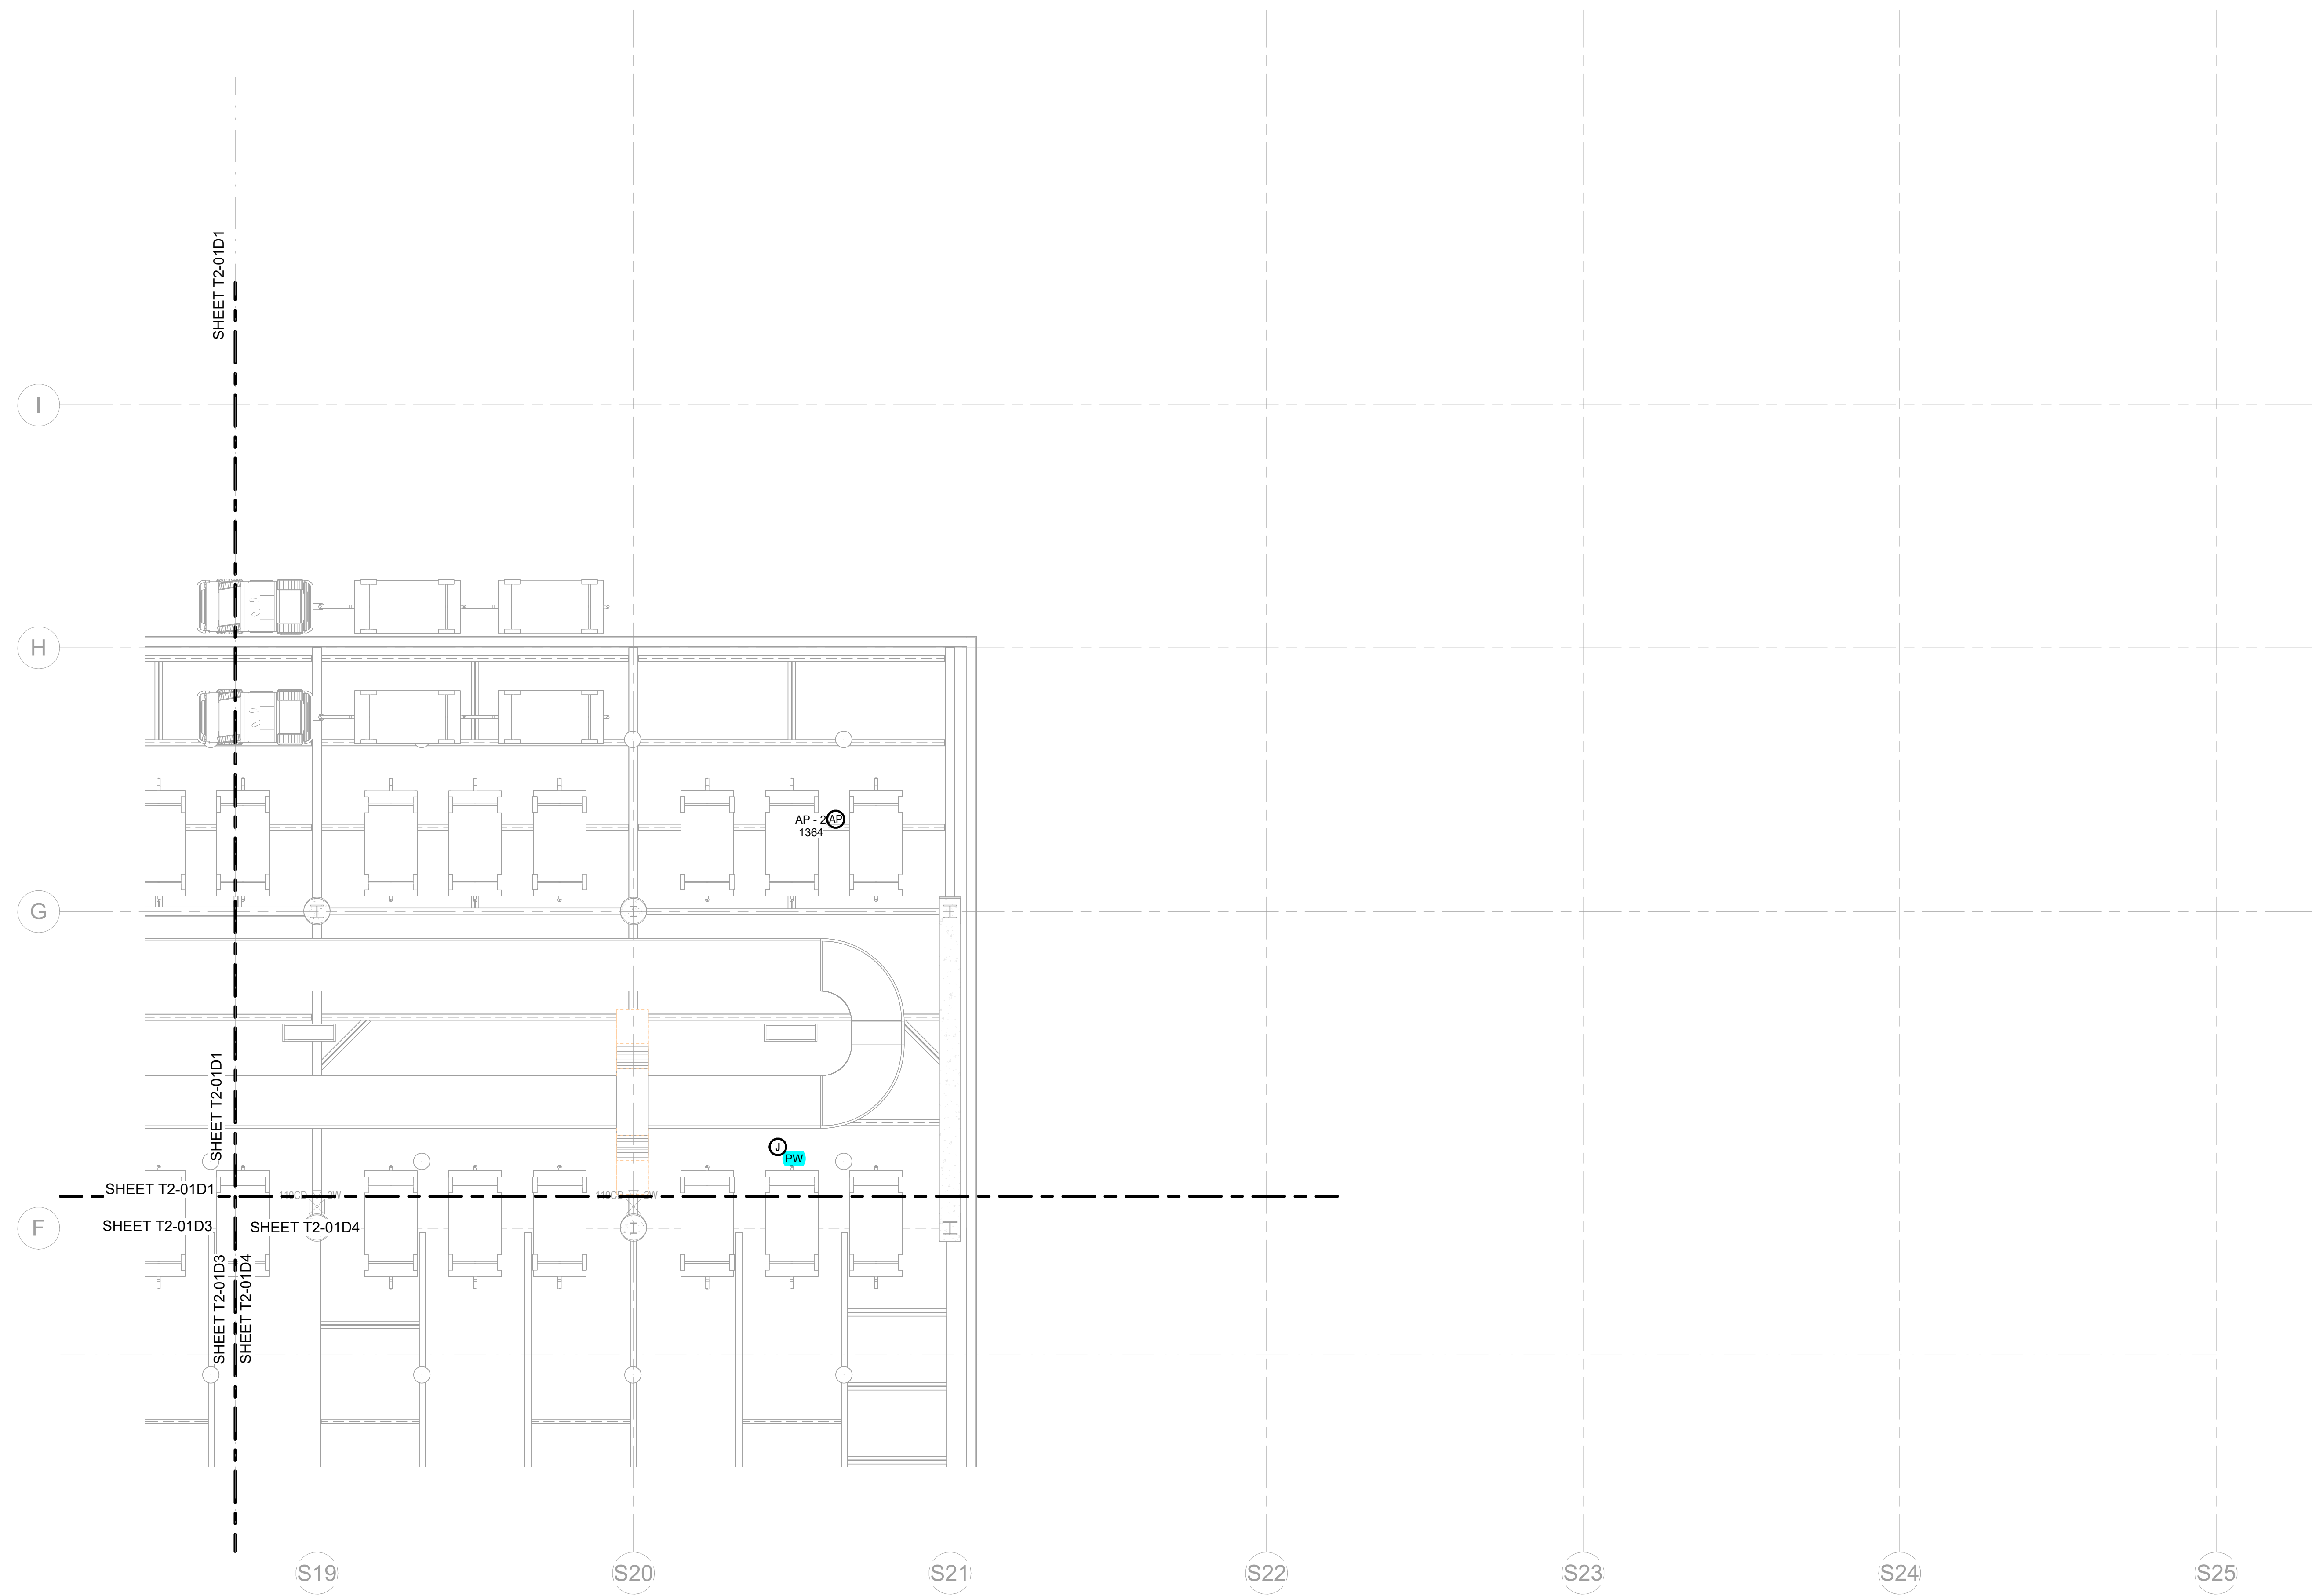 SHEET T2-01D1
I
H
AP - 2 AP
1364
G
SHEET T2-01D1
J
PW
SHEET T2-01D1
SHEET T2-01D3
SHEET T2-01D4
F
SHEET T2-01D3
SHEET T2-01D4
S19
S20
S21
S22
S23
S24
S25